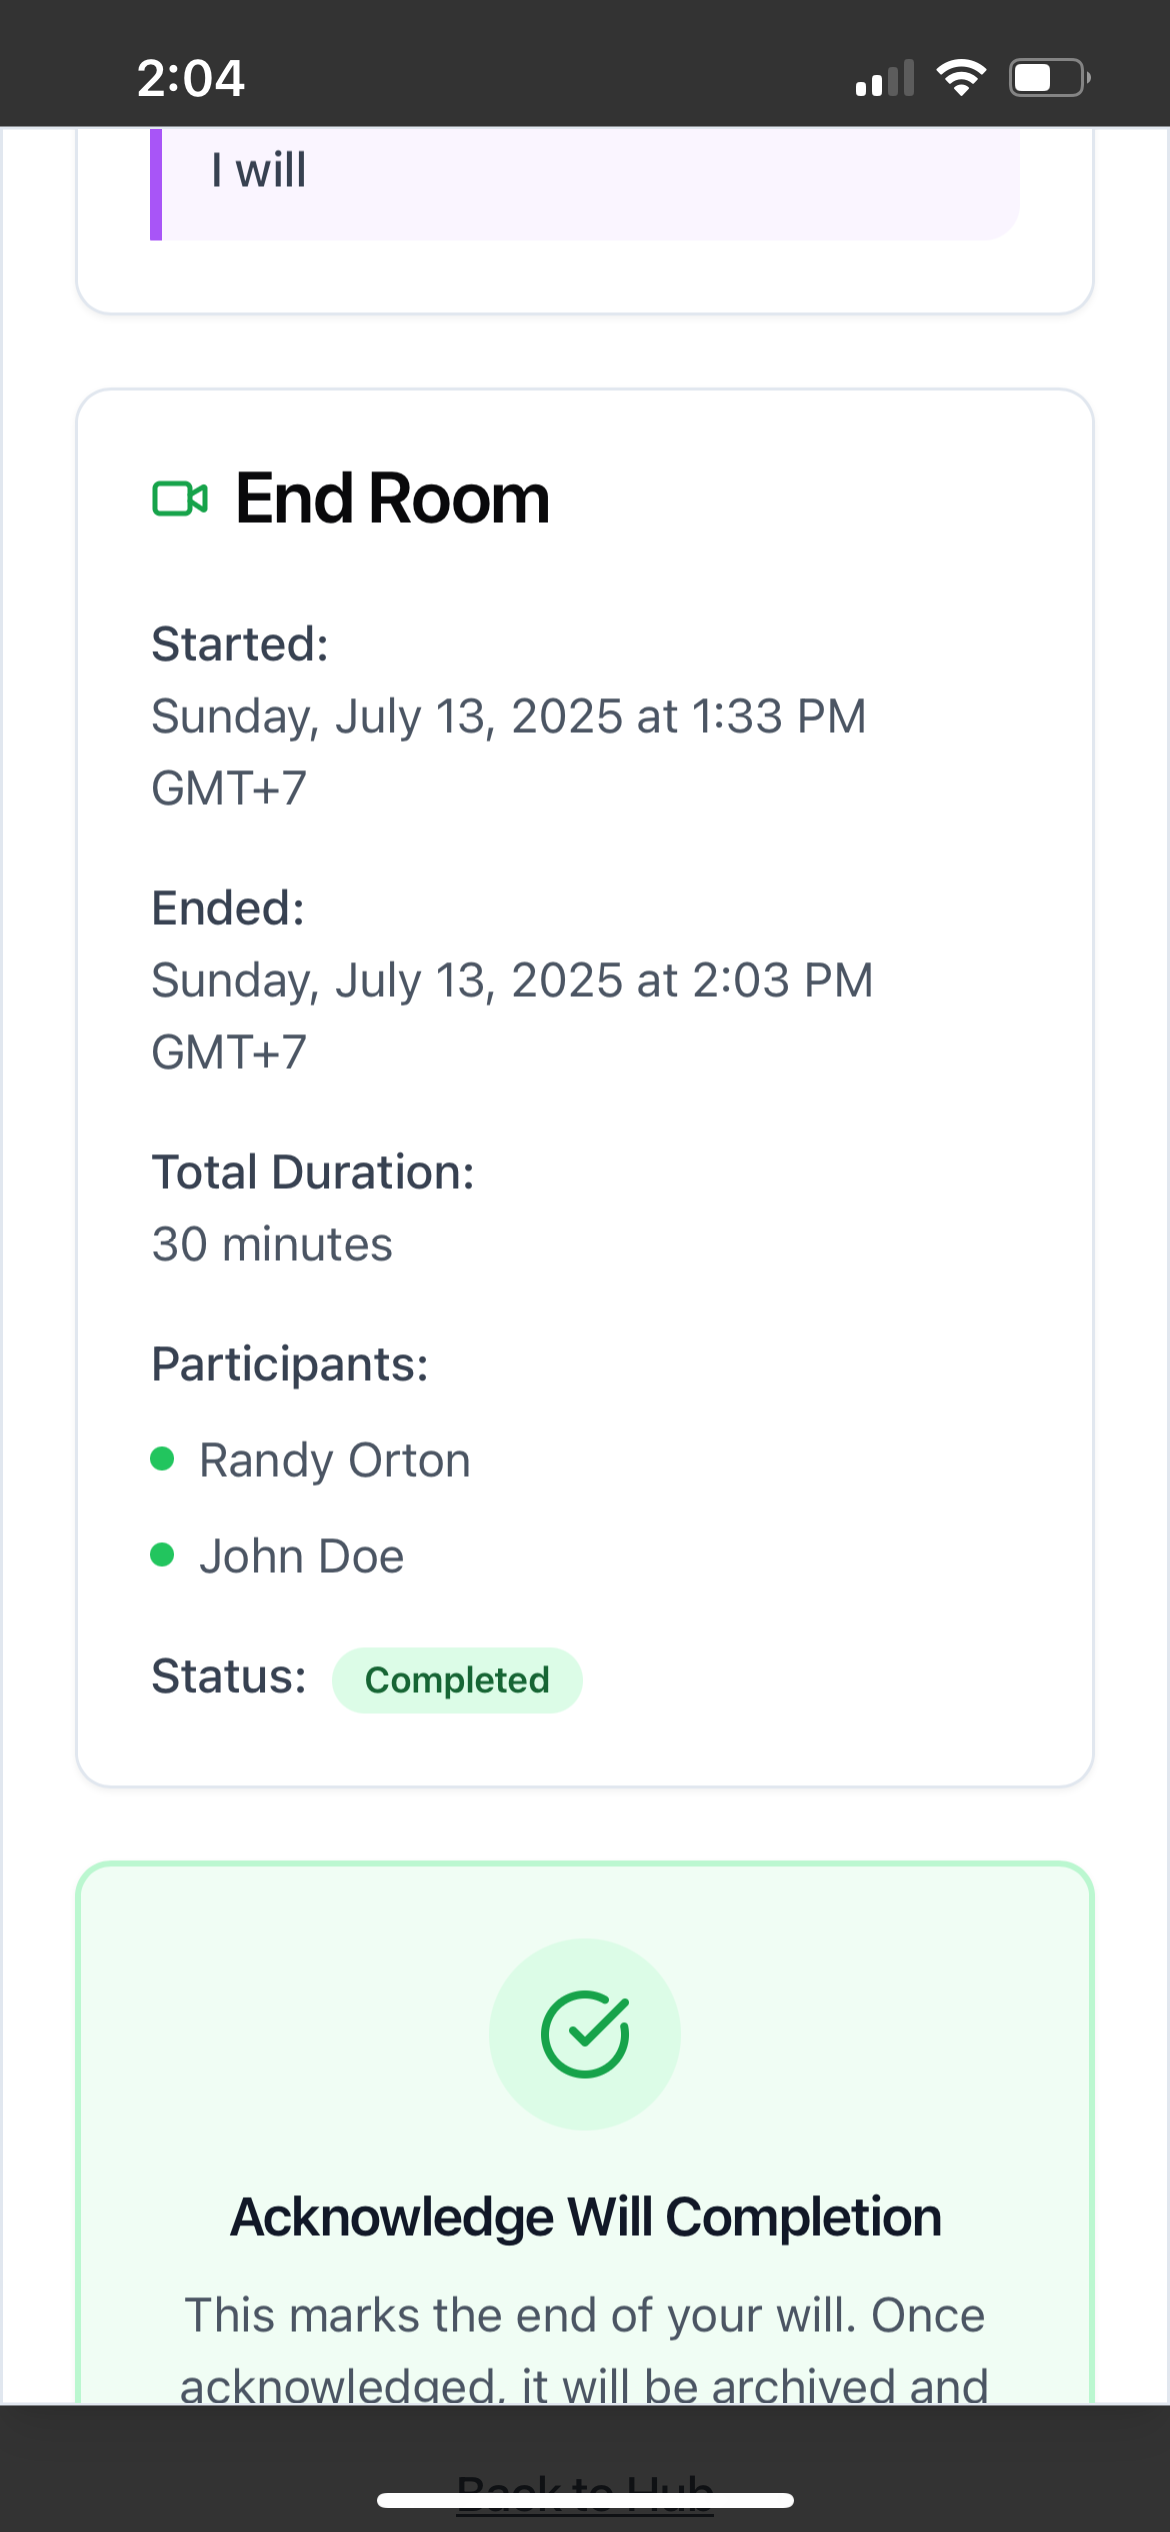 2:04
I will
End Room
Started:
Sunday, July 13, 2025 at 1:33 PM
GMT+7
Ended:
Sunday, July 13, 2025 at 2:03 PM
GMT+7
Total Duration:
30 minutes
Participants:
Randy Orton
John Doe
Status: Completed
Acknowledge Will Completion
This marks the end of your will. Once
acknowledged, it will be archived and
Back to Hub